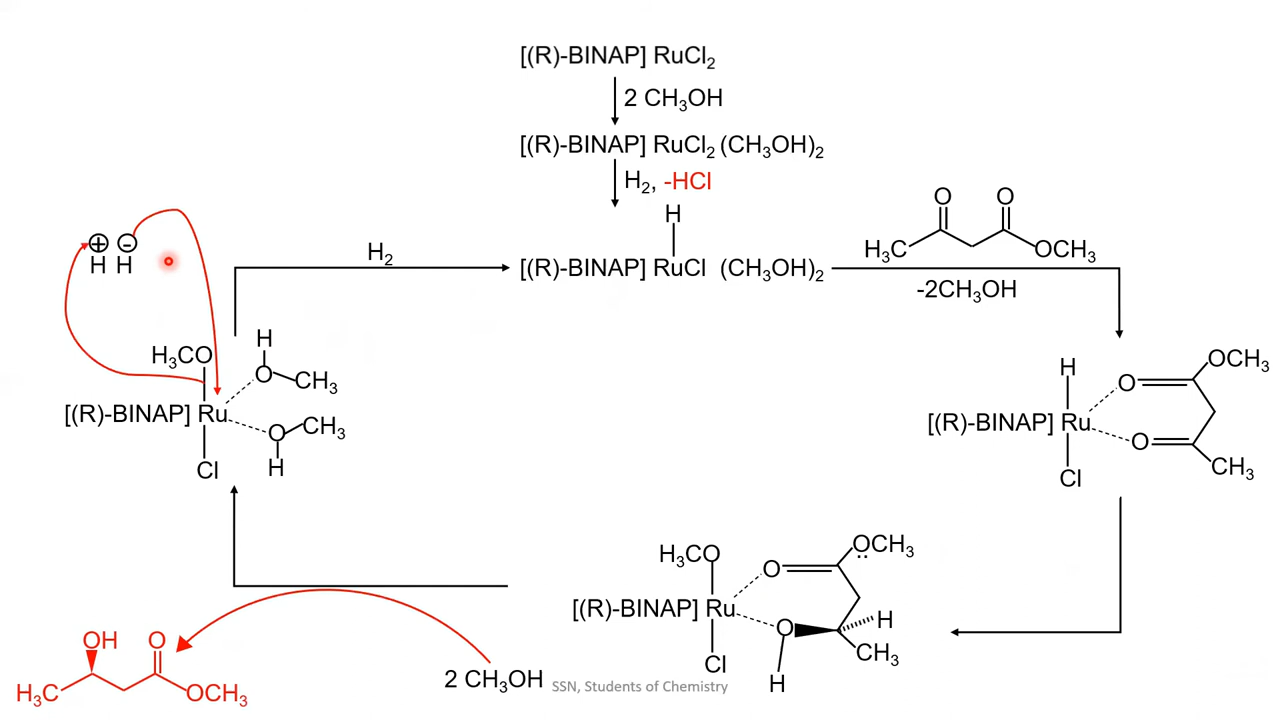 [(R)-BINAP] RuCl₂
2 CH₃OH
[(R)-BINAP] RuCl₂ (CH₃OH)₂
H₂, -HCl
H
[(R)-BINAP] RuCl (CH₃OH)₂
H₂
O O
H₃C OCH₃
-2CH₃OH
+ -
H H
H
H₃CO
O CH₃
[(R)-BINAP] Ru
O CH₃
Cl H
H OCH₃
O
[(R)-BINAP] Ru
O
Cl CH₃
H₃CO O OCH₃
[(R)-BINAP] Ru
O H
Cl CH₃
H
OH O
H₃C OCH₃
2 CH₃OH
SSN, Students of Chemistry